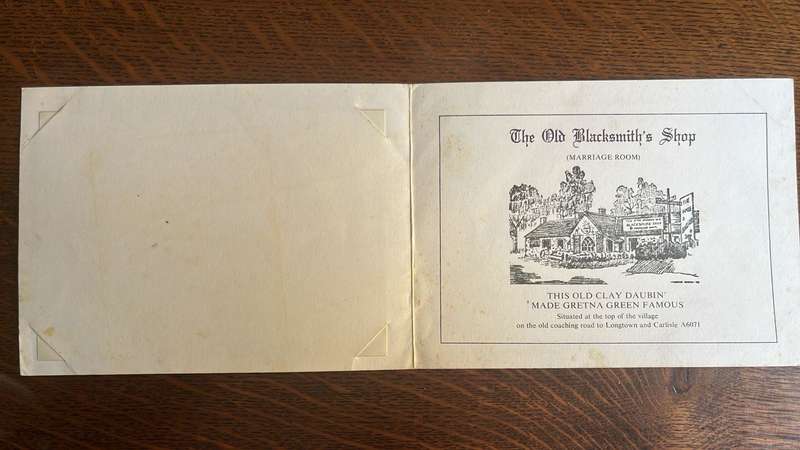 The Old Blacksmith's Shop
(MARRIAGE ROOM)
THIS OLD CLAY DAUBIN'
'MADE GRETNA GREEN FAMOUS
Situated at the top of the village
on the old coaching road to Longtown and Carlisle A6071